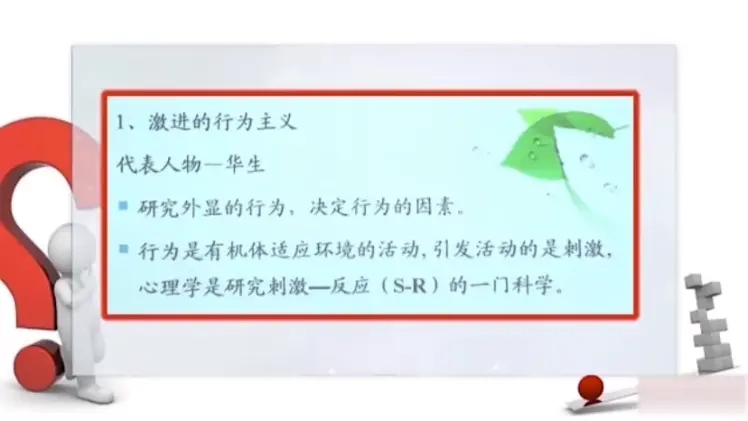 1、激进的行为主义
代表人物—华生
研究外显的行为，决定行为的因素。
行为是有机体适应环境的活动,引发活动的是刺激,
心理学是研究刺激—反应（S-R）的一门科学。